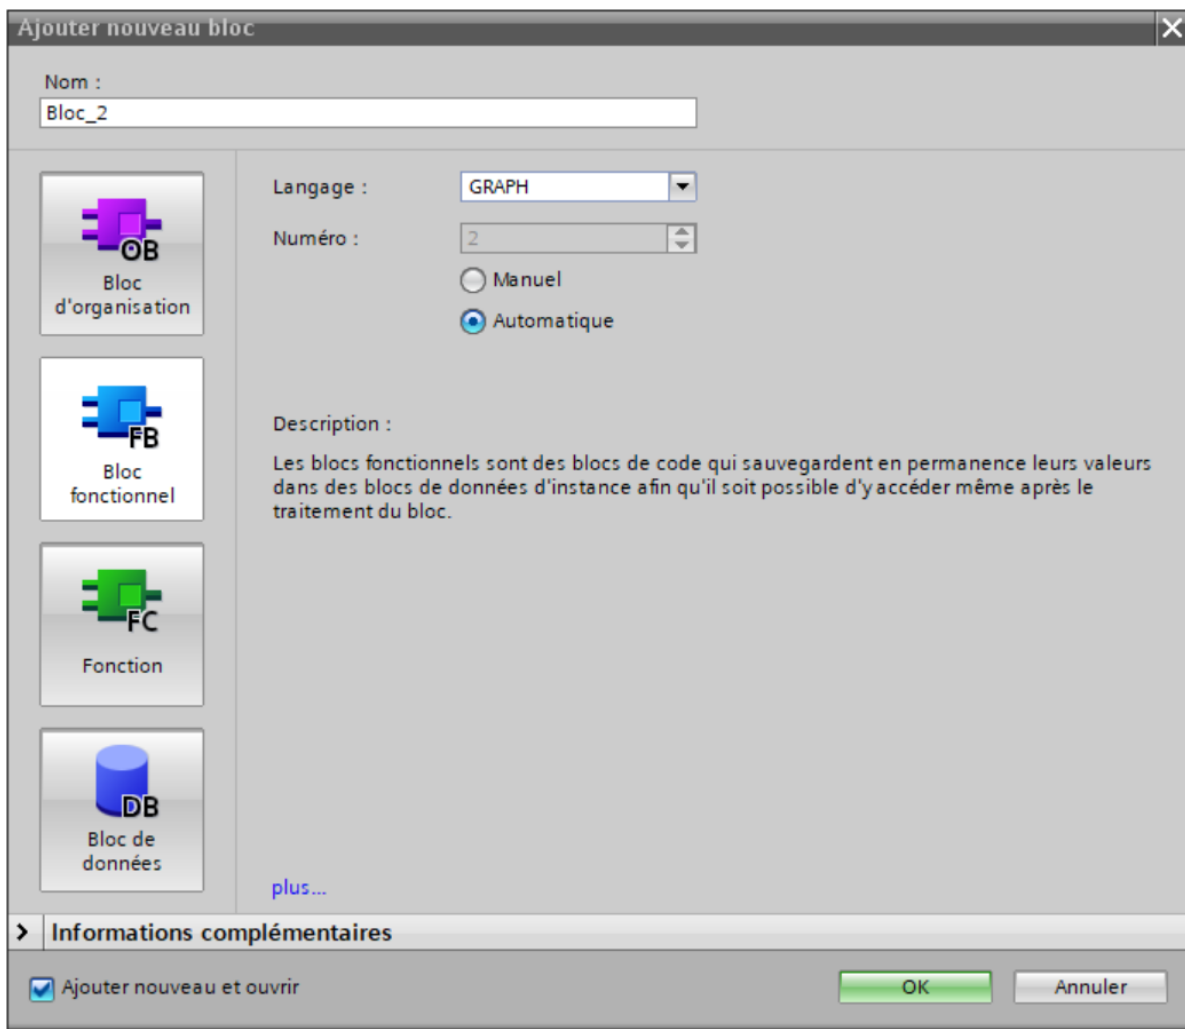 Ajouter nouveau bloc
Nom :
Bloc_2
OB
Bloc
d'organisation
FB
Bloc
fonctionnel
FC
Fonction
DB
Bloc de
données
Langage :
GRAPH
Numéro :
2
Manuel
Automatique
Description :
Les blocs fonctionnels sont des blocs de code qui sauvegardent en permanence leurs valeurs
dans des blocs de données d'instance afin qu'il soit possible d'y accéder même après le
traitement du bloc.
plus...
Informations complémentaires
Ajouter nouveau et ouvrir
OK
Annuler